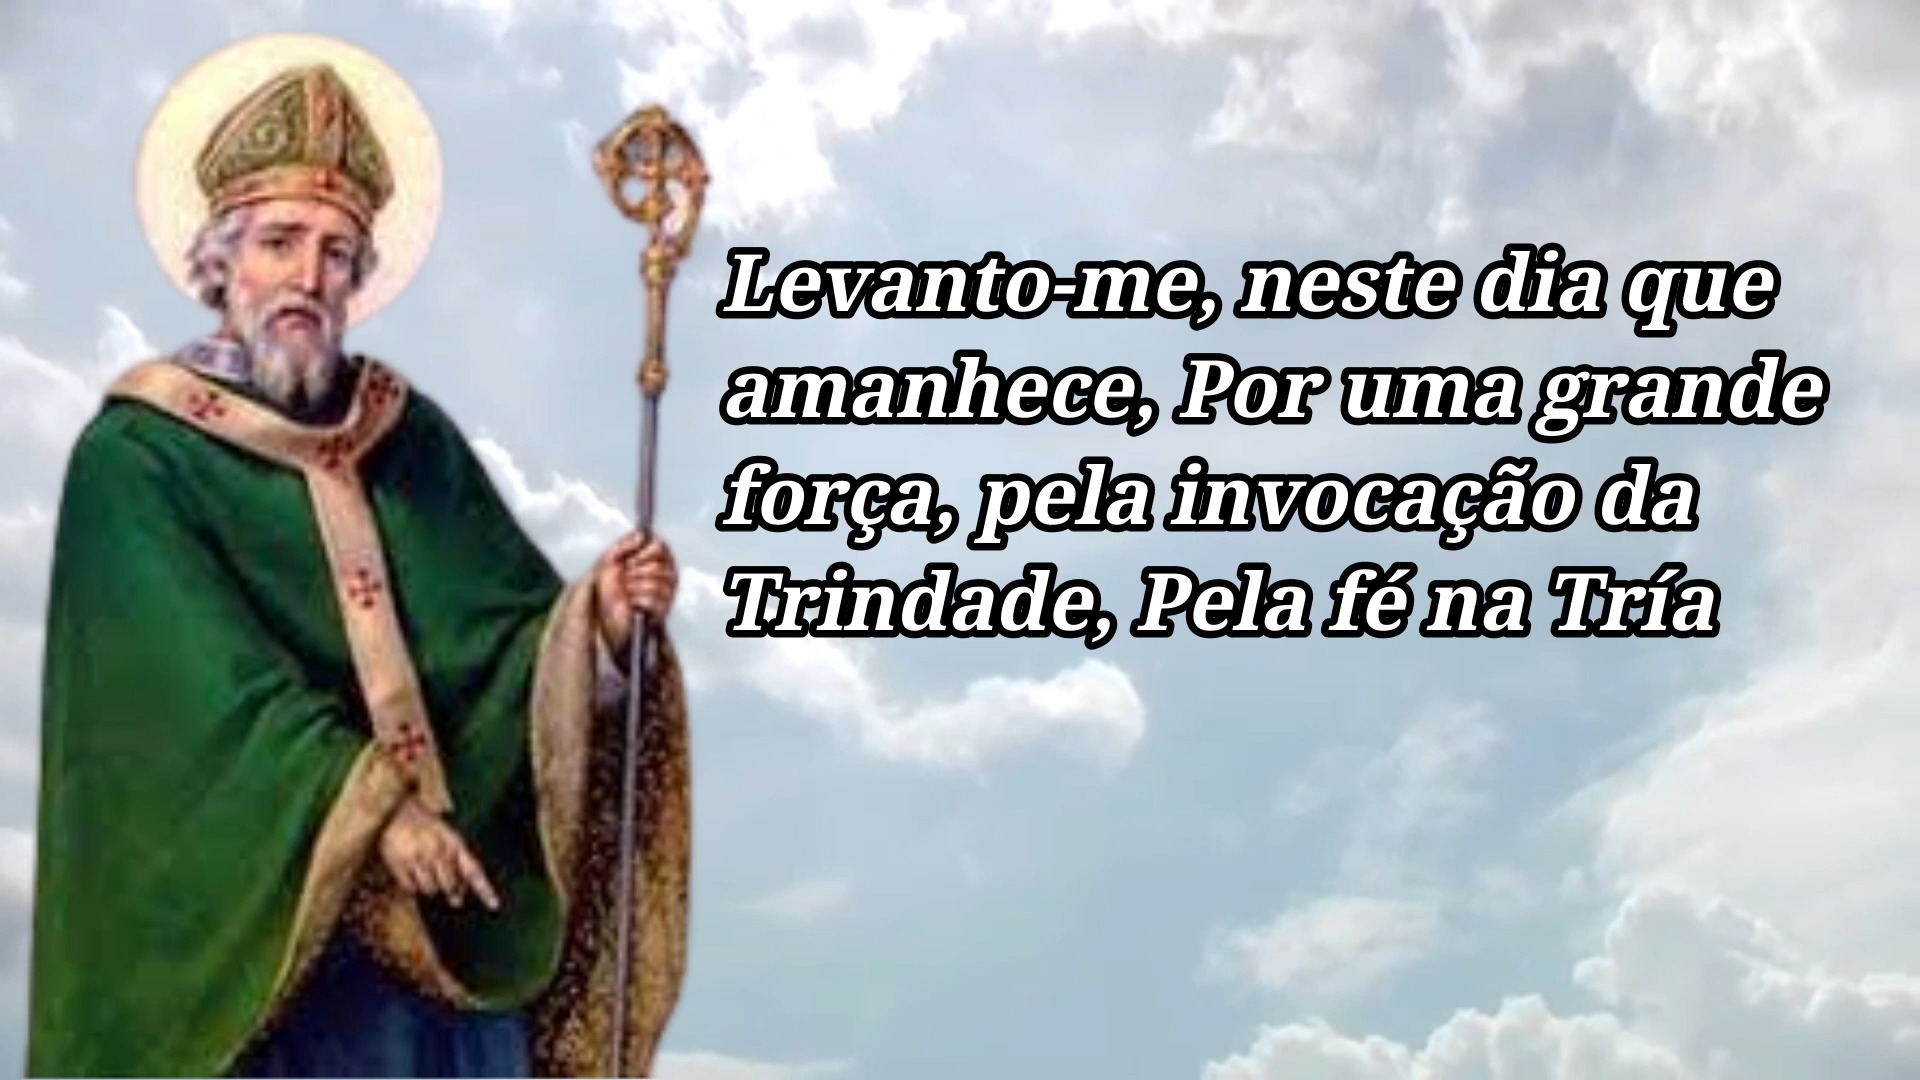 Levanto-me, neste dia que
amanhece, Por uma grande
força, pela invocação da
Trindade, Pela fé na Tría